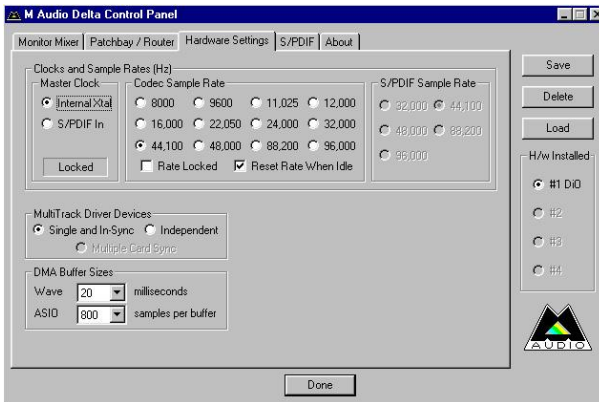 M Audio Delta Control Panel
Monitor Mixer Patchbay / Router Hardware Settings S/PDIF About
Clocks and Sample Rates (Hz)
Master Clock
Internal Xtal
S/PDIF In
Locked
Codec Sample Rate
8000 9600 11,025 12,000
16,000 22,050 24,000 32,000
44,100 48,000 88,200 96,000
Rate Locked Reset Rate When Idle
S/PDIF Sample Rate
32,000 44,100
48,000 88,200
96,000
MultiTrack Driver Devices
Single and In-Sync Independent
Multiple Card Sync
DMA Buffer Sizes
Wave 20 milliseconds
ASIO 800 samples per buffer
Save
Delete
Load
H/w Installed
#1 DiO
#2
#3
#4
M
AUDIO
Done